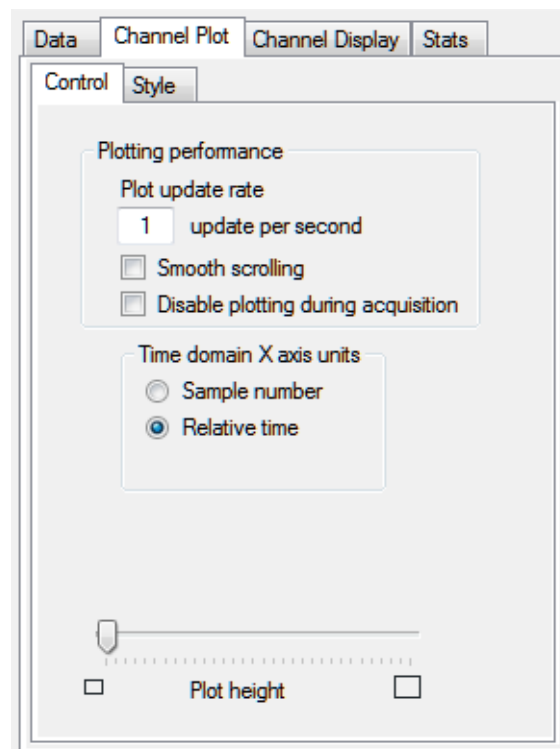 Data Channel Plot Channel Display Stats
Control Style
Plotting performance
Plot update rate
1 update per second
Smooth scrolling
Disable plotting during acquisition
Time domain X axis units
Sample number
Relative time
Plot height